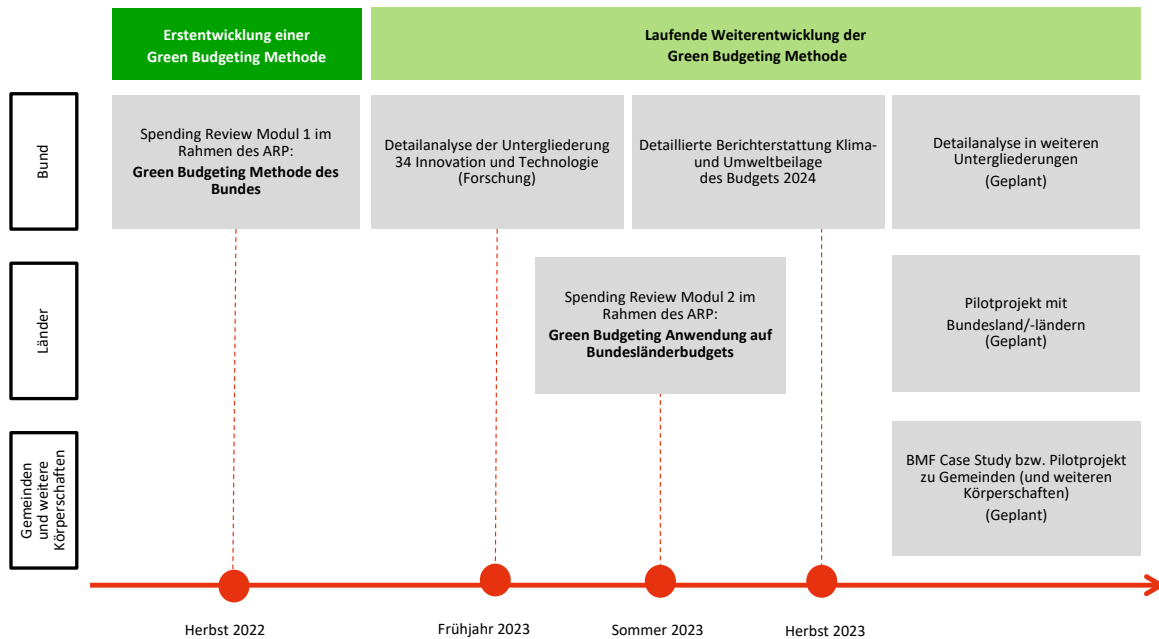 Erstentwicklung einer
Green Budgeting Methode
Laufende Weiterentwicklung der
Green Budgeting Methode
Bund
Spending Review Modul 1 im
Rahmen des ARP:
Green Budgeting Methode des
Bundes
Detailanalyse der Untergliederung
34 Innovation und Technologie
(Forschung)
Detaillierte Berichterstattung Klima-
und Umweltbeilage
des Budgets 2024
Detailanalyse in weiteren
Untergliederungen
(Geplant)
Länder
Spending Review Modul 2 im
Rahmen des ARP:
Green Budgeting Anwendung auf
Bundesländerbudgets
Pilotprojekt mit
Bundesland/-ländern
(Geplant)
Gemeinden
und weitere
Körperschaften
BMF Case Study bzw. Pilotprojekt
zu Gemeinden (und weiteren
Körperschaften)
(Geplant)
Herbst 2022
Frühjahr 2023
Sommer 2023
Herbst 2023